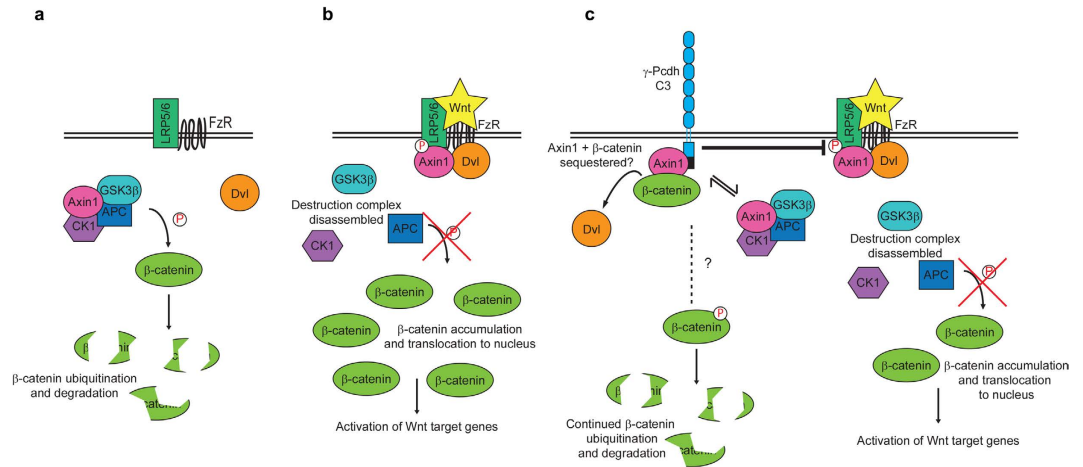 a
LRP5/6
FzR
GSK3β
Axin1
APC
CK1
Dvl
P
β-catenin
β-catenin ubiquitination
and degradation
catenin
b
Wnt
LRP5/6
FzR
P
Axin1
Dvl
GSK3β
Destruction complex
disassembled
APC
P
CK1
β-catenin
β-catenin
β-catenin
β-catenin accumulation
and translocation to nucleus
β-catenin
β-catenin
Activation of Wnt target genes
c
γ-Pcdh
C3
Axin1 + β-catenin
sequestered?
Axin1
β-catenin
Dvl
GSK3β
Axin1
APC
CK1
?
P
β-catenin
Continued β-catenin
ubiquitination
and degradation
catenin
Wnt
LRP5/6
FzR
P
Axin1
Dvl
GSK3β
Destruction complex
disassembled
APC
P
CK1
β-catenin
β-catenin
β-catenin accumulation
and translocation
to nucleus
Activation of Wnt target genes